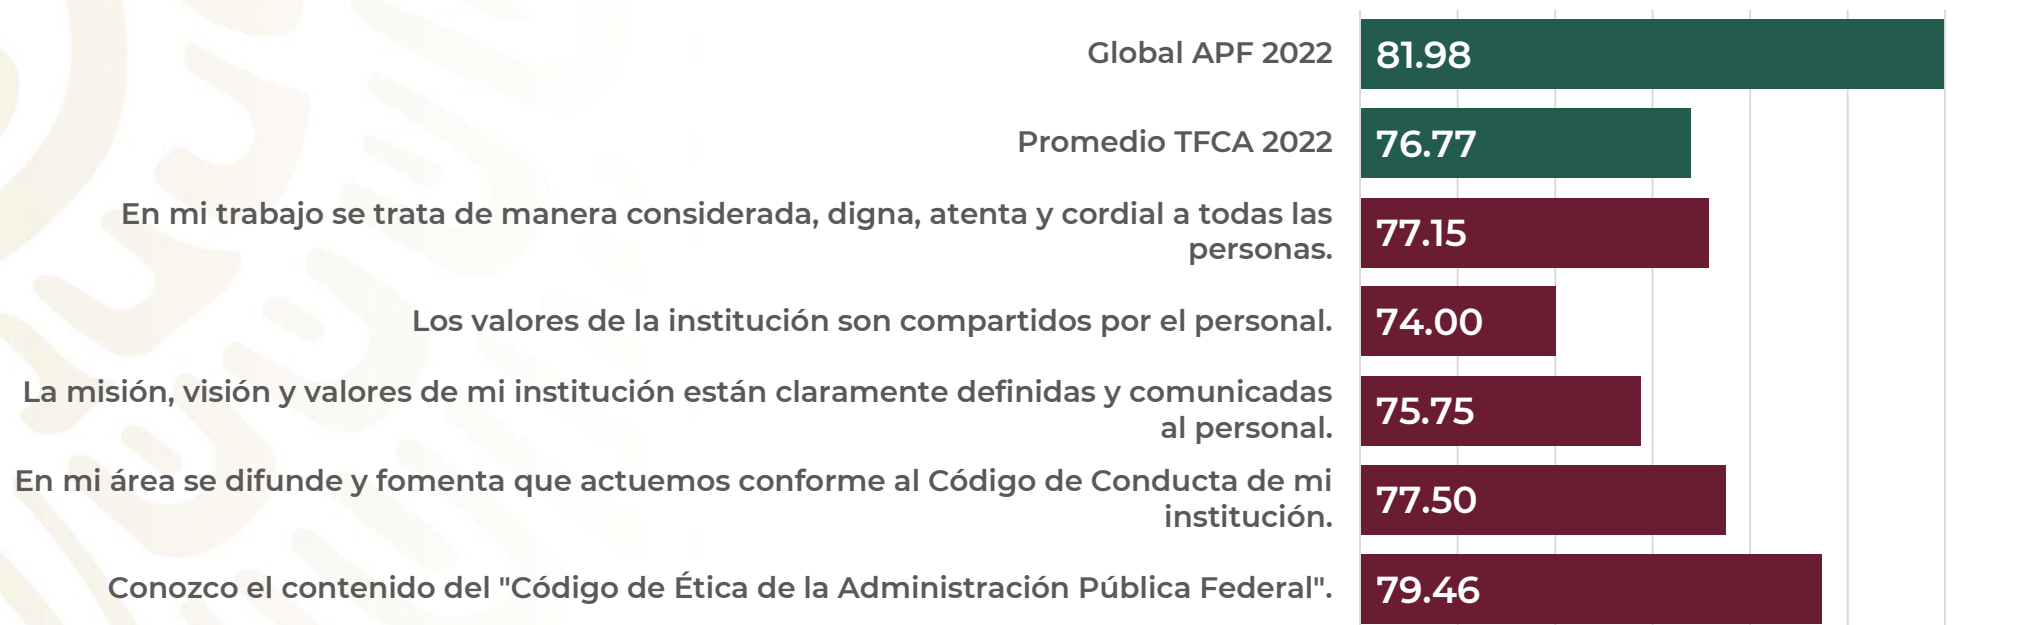 Global APF 2022
81.98
Promedio TFCA 2022
76.77
En mi trabajo se trata de manera considerada, digna, atenta y cordial a todas las
personas.
77.15
Los valores de la institución son compartidos por el personal.
74.00
La misión, visión y valores de mi institución están claramente definidas y comunicadas
al personal.
75.75
En mi área se difunde y fomenta que actuemos conforme al Código de Conducta de mi
institución.
77.50
Conozco el contenido del "Código de Ética de la Administración Pública Federal".
79.46